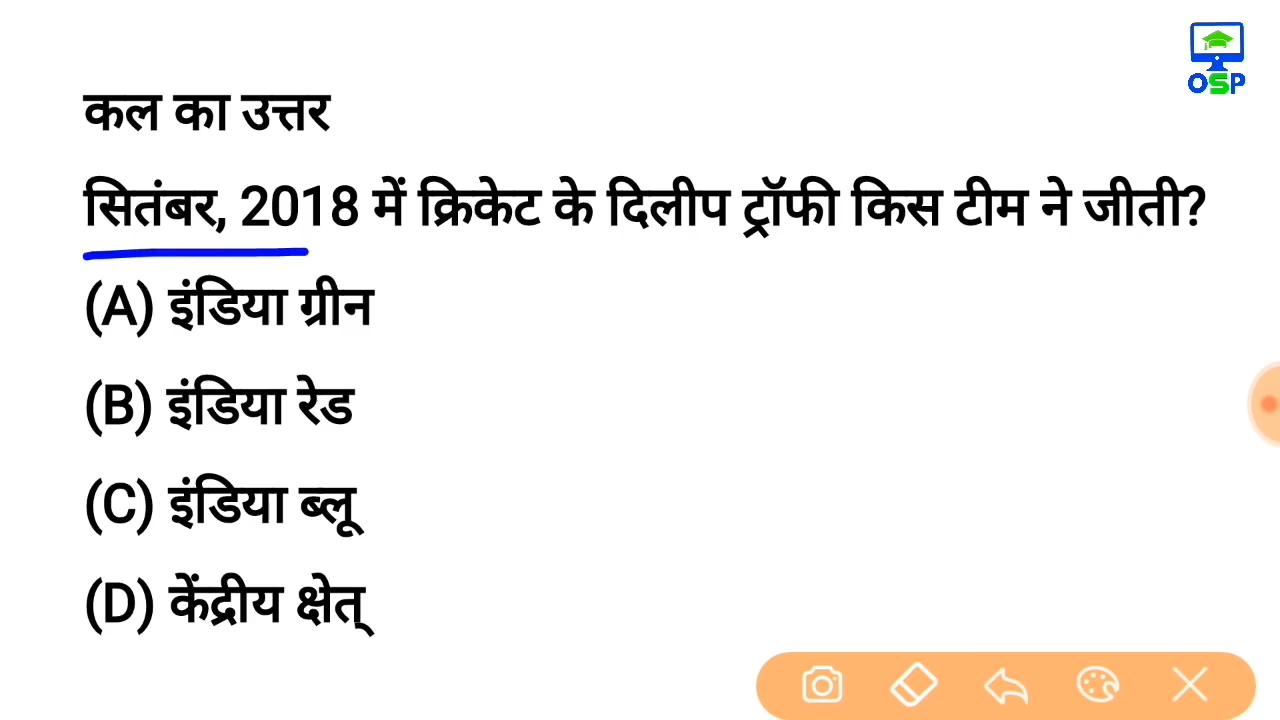 OSP
कल का उत्तर
सितंबर, 2018 में क्रिकेट के दिलीप ट्रॉफी किस टीम ने जीती?
(A) इंडिया ग्रीन
(B) इंडिया रेड
(C) इंडिया ब्लू
(D) केंद्रीय क्षेत्